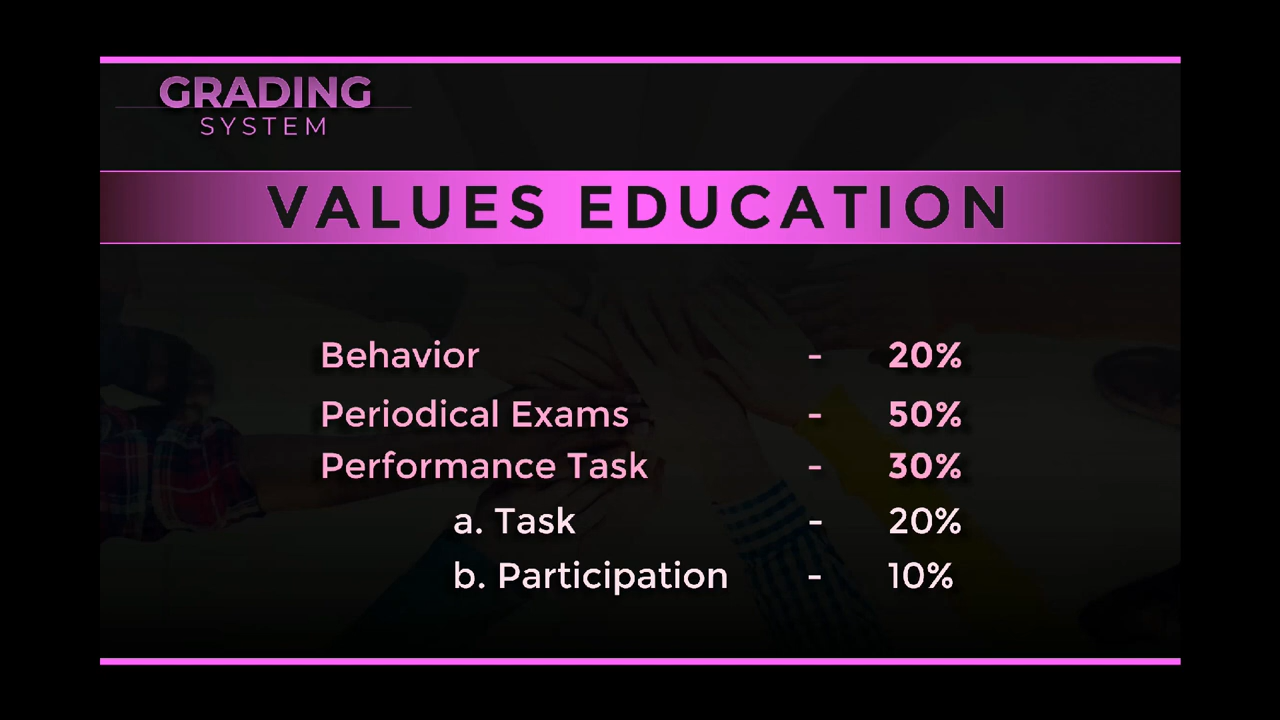 GRADING
SYSTEM
VALUES EDUCATION
Behavior - 20%
Periodical Exams - 50%
Performance Task - 30%
a. Task - 20%
b. Participation - 10%